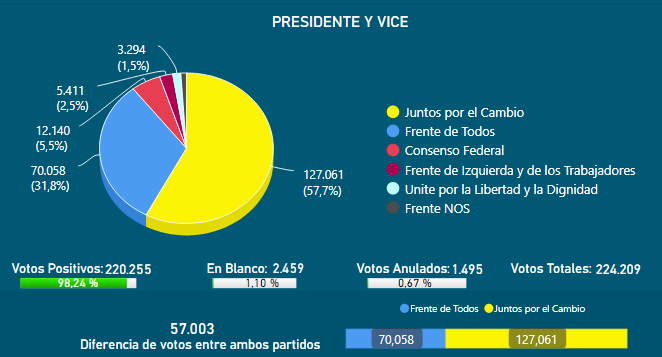 PRESIDENTE Y VICE
3.294
(1,5%)
5.411
(2,5%)
12.140
(5,5%)
70.058
(31,8%)
127.061
(57,7%)
Juntos por el Cambio
Frente de Todos
Consenso Federal
Frente de Izquierda y de los Trabajadores
Unite por la Libertad y la Dignidad
Frente NOS
Votos Positivos: 220.255
98,24 %
En Blanco: 2.459
1,10 %
Votos Anulados: 1.495
0,67 %
Votos Totales: 224.209
Frente de Todos Juntos por el Cambio
57.003
Diferencia de votos entre ambos partidos
70,058 127,061